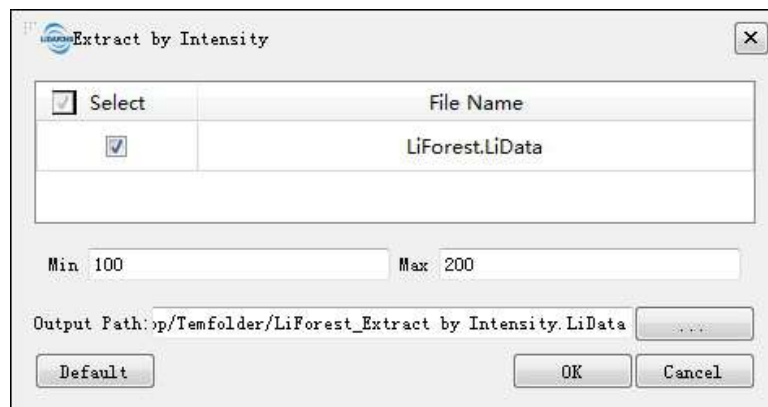 Extract by Intensity
Select File Name
LiForest.LiData
Min 100 Max 200
Output Path: op/Temfolder/LiForest_Extract by Intensity.LiData ...
Default OK Cancel